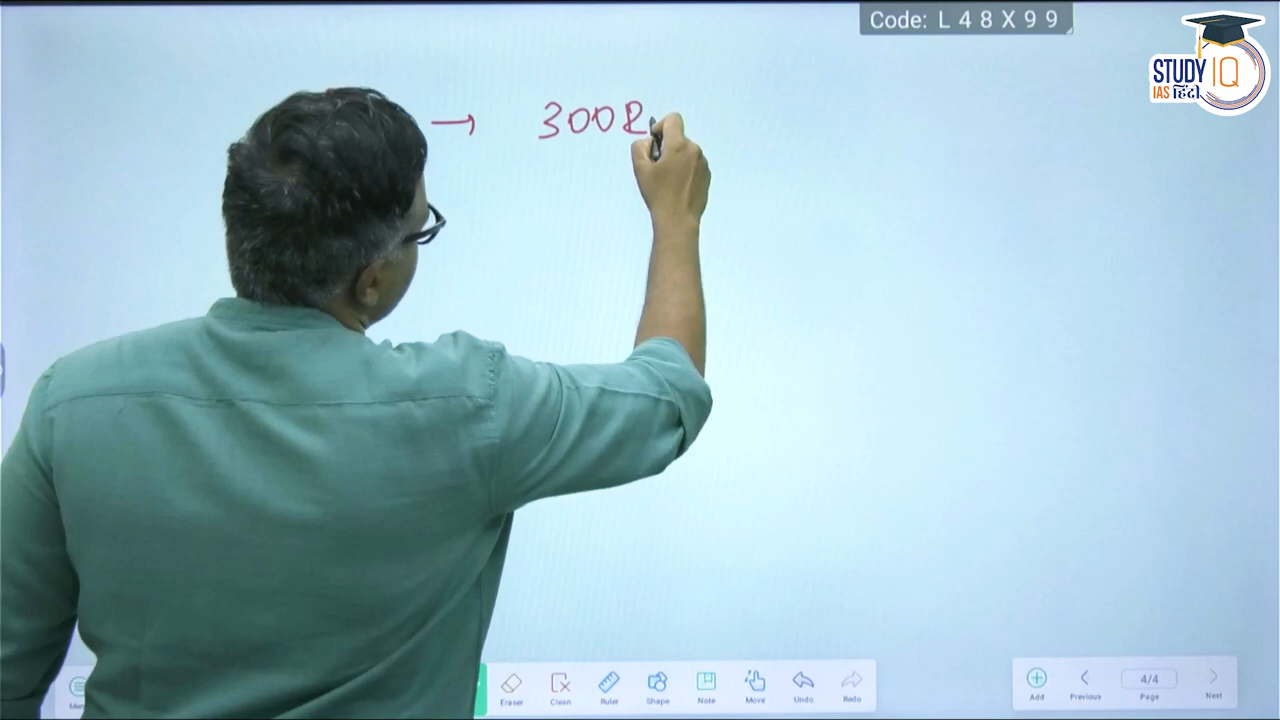 Code: L 4 8 X 9 9
STUDY IQ
IAS हिंदी
→ 300R
Eraser
Clean
Ruler
Shape
Note
Move
Undo
Redo
Add
Previous
4/4
Page
Next